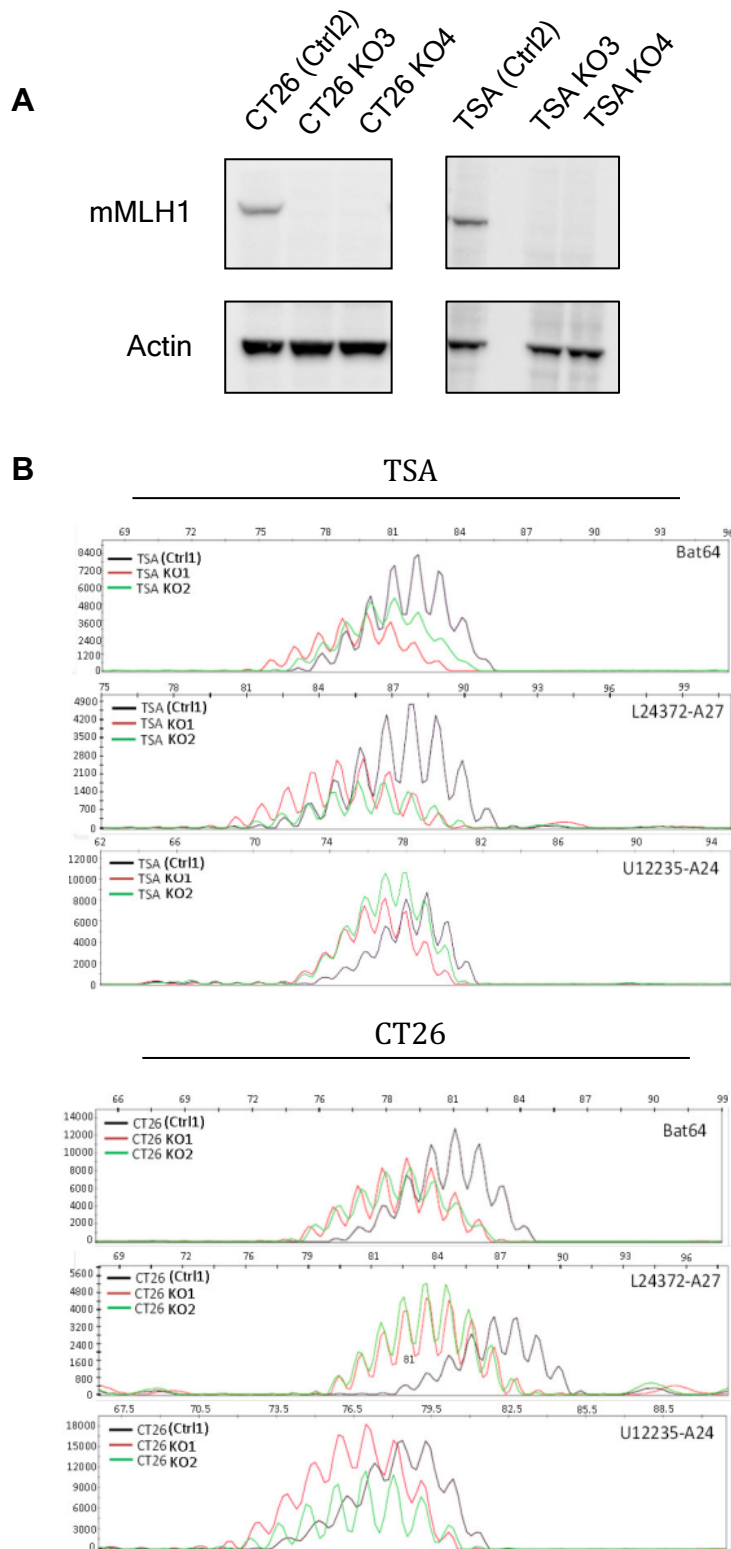 A
CT26 (Ctrl2)
CT26 KO3
CT26 KO4
TSA (Ctrl2)
TSA KO3
TSA KO4
mMLH1
Actin
B
TSA
69 72 75 78 81 84 87 90 93 96
8400
7200
6000
4800
3600
2400
1200
0
TSA (Ctrl1)
TSA KO1
TSA KO2
Bat64
75 78 81 84 87 90 93 96 99
4900
4200
3500
2800
2100
1400
700
0
TSA (Ctrl1)
TSA KO1
TSA KO2
L24372-A27
62 66 70 74 78 82 86 90 94
12000
10000
8000
6000
4000
2000
0
TSA (Ctrl1)
TSA KO1
TSA KO2
U12235-A24
CT26
66 69 72 76 78 81 84 87 90 99
14000
12000
10000
8000
6000
4000
2000
0
CT26 (Ctrl1)
CT26 KO1
CT26 KO2
Bat64
69 72 75 79 81 84 87 90 93 96
5600
4800
4000
3200
2400
1600
800
0
CT26 (Ctrl1)
CT26 KO1
CT26 KO2
L24372-A27
81
67.5 70.5 73.5 76.5 79.5 82.5 85.5 88.5
18000
15000
12000
9000
6000
3000
0
CT26 (Ctrl1)
CT26 KO1
CT26 KO2
U12235-A24